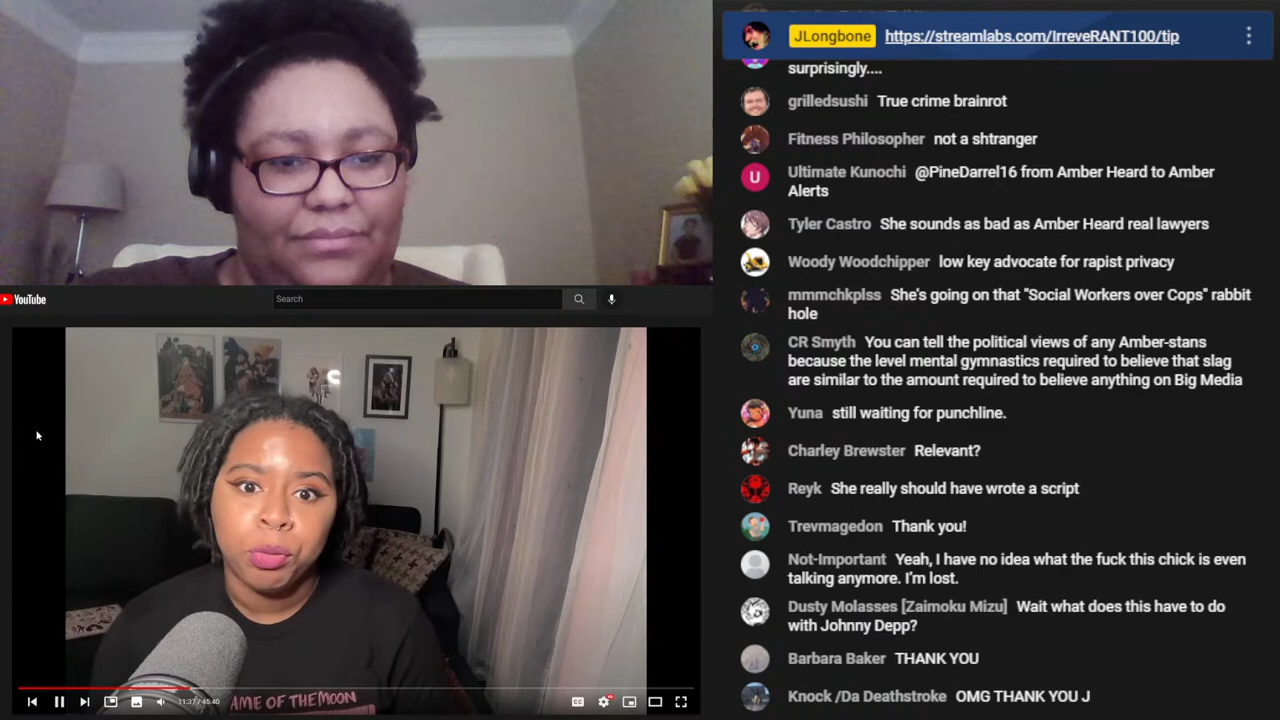 JLongbone https://streamlabs.com/IrreveRANT100/tip
surprisingly....
grilledsushi True crime brainrot
Fitness Philosopher not a shtranger
U Ultimate Kunochi @PineDarrel16 from Amber Heard to Amber
Alerts
Tyler Castro She sounds as bad as Amber Heard real lawyers
Woody Woodchipper low key advocate for rapist privacy
mmmchkplss She's going on that "Social Workers over Cops" rabbit
hole
CR Smyth You can tell the political views of any Amber-stans
because the level mental gymnastics required to believe that slag
are similar to the amount required to believe anything on Big Media
Yuna still waiting for punchline.
Charley Brewster Relevant?
Reyk She really should have wrote a script
Trevmagedon Thank you!
Not-Important Yeah, I have no idea what the fuck this chick is even
talking anymore. I'm lost.
Dusty Molasses [Zaimoku Mizu] Wait what does this have to do
with Johnny Depp?
Barbara Baker THANK YOU
Knock /Da Deathstroke OMG THANK YOU J
YouTube
Search
AME OF THE MOON
11:37 / 45:40
CC